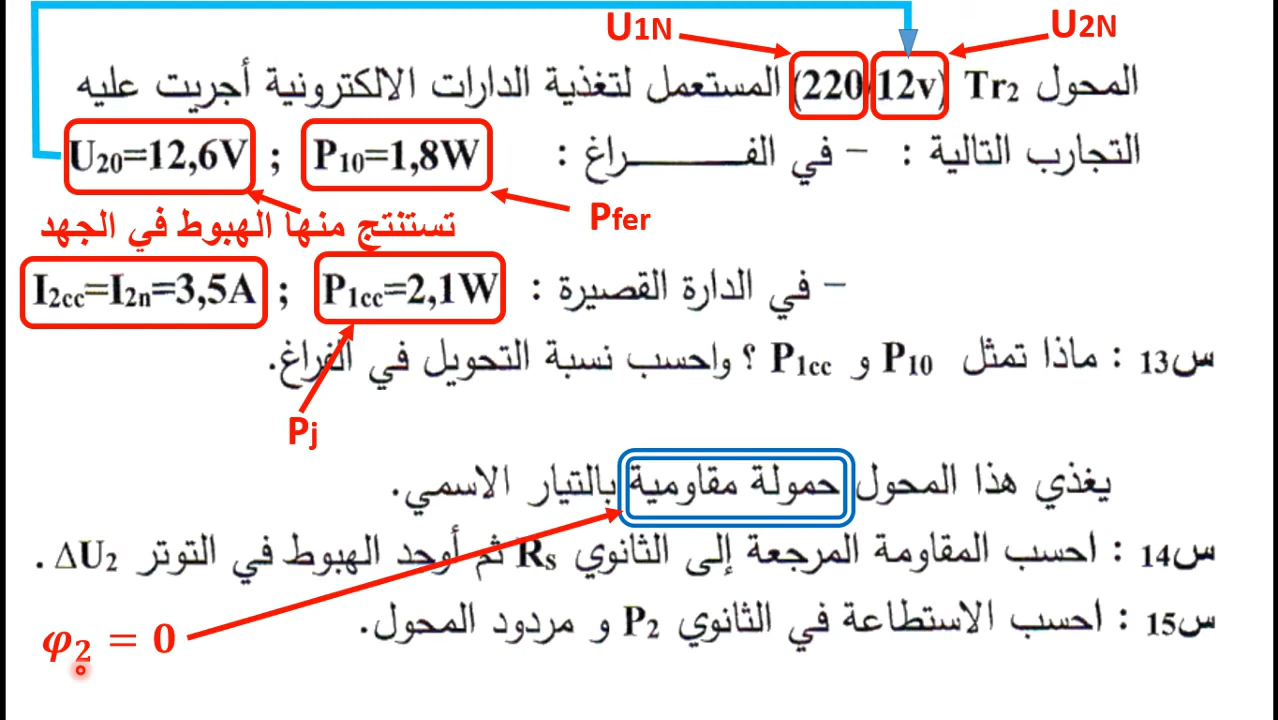 U1N
U2N
المحول Tr2 (220/12v) المستعمل لتغذية الدارات الالكترونية أجريت عليه
التجارب التالية : – في الفـــــــــراغ : P10=1,8W ; U20=12,6V
Pfer
تستنتج منها الهبوط في الجهد
– في الدارة القصيرة : P1cc=2,1W ; I2cc=I2n=3,5A
س13 : ماذا تمثل P10 و P1cc ؟ واحسب نسبة التحويل في الفراغ.
Pj
يغذي هذا المحول حمولة مقاومية بالتيار الاسمي.
س14 : احسب المقاومة المرجعة إلى الثانوي Rs ثم أوجد الهبوط في التوتر ΔU2 .
س15 : احسب الاستطاعة في الثانوي P2 و مردود المحول.
φ2 = 0